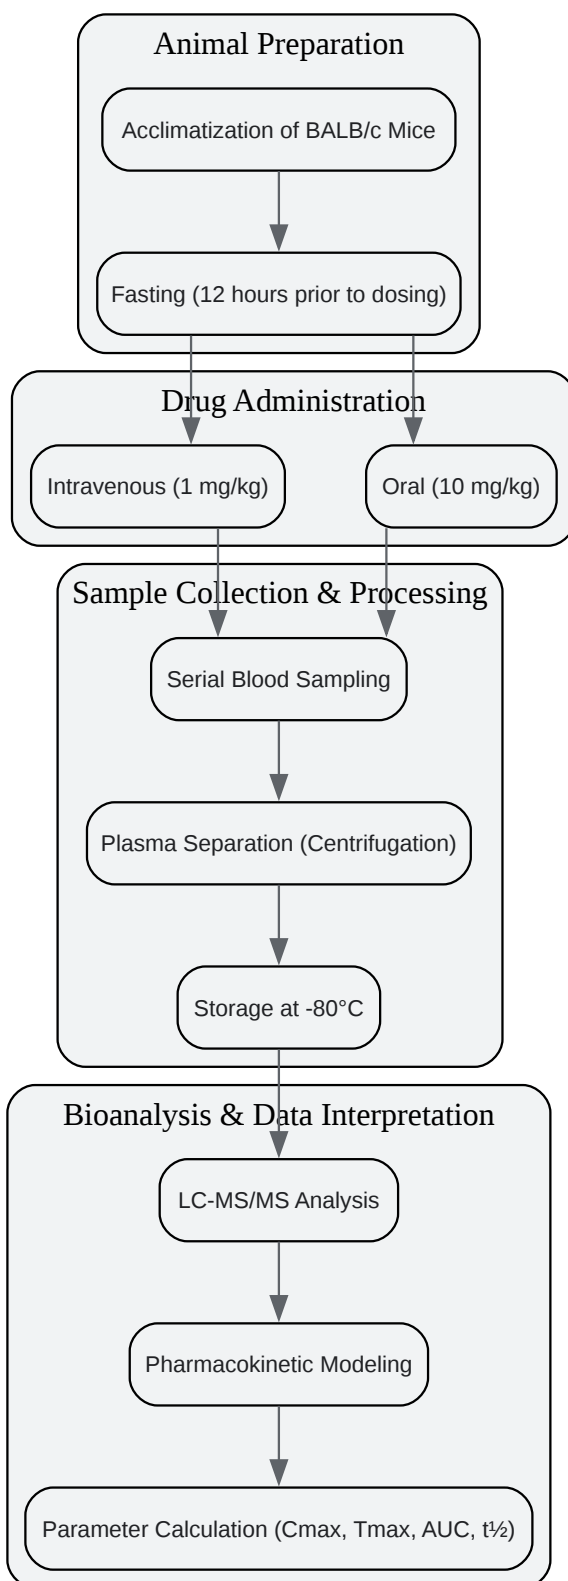 Animal Preparation
Acclimatization of BALB/c Mice
Fasting (12 hours prior to dosing)
Drug Administration
Intravenous (1 mg/kg)
Oral (10 mg/kg)
Sample Collection & Processing
Serial Blood Sampling
Plasma Separation (Centrifugation)
Storage at -80°C
Bioanalysis & Data Interpretation
LC-MS/MS Analysis
Pharmacokinetic Modeling
Parameter Calculation (Cmax, Tmax, AUC, t½)